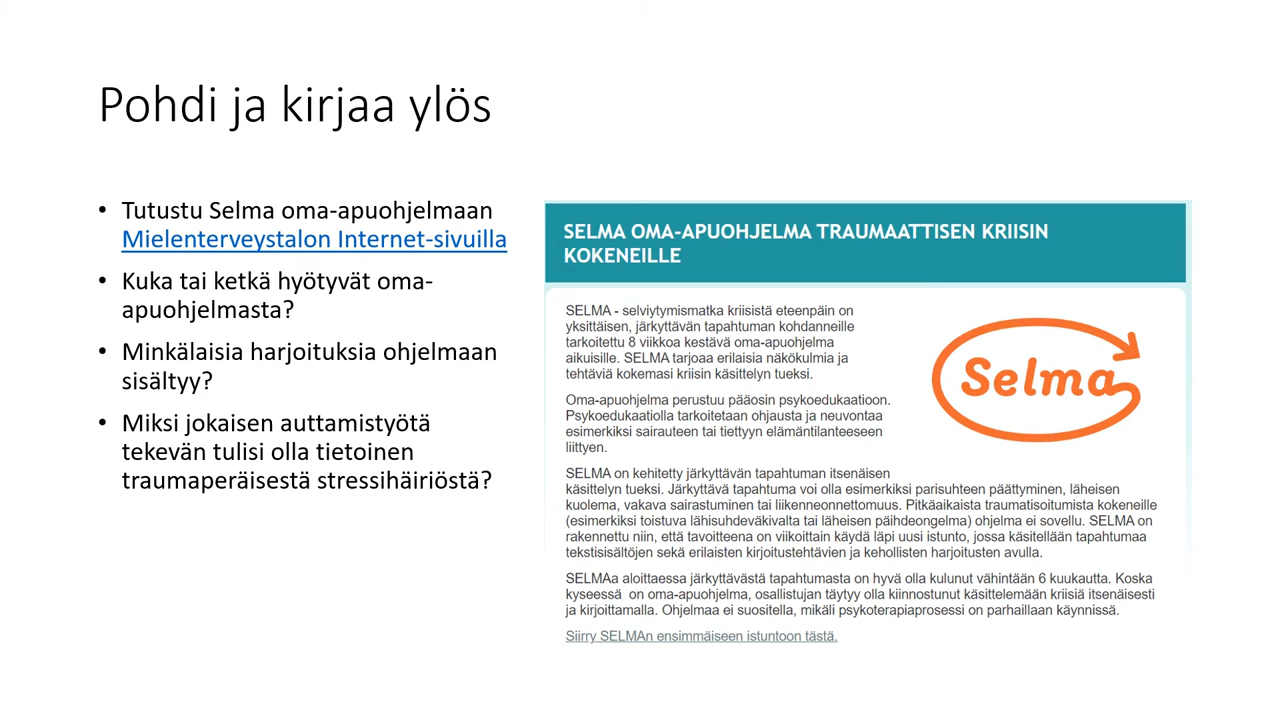 Pohdi ja kirjaa ylös
• Tutustu Selma oma-apuohjelmaan
Mielenterveystalon Internet-sivuilla
• Kuka tai ketkä hyötyvät oma-
apuohjelmasta?
• Minkälaisia harjoituksia ohjelmaan
sisältyy?
• Miksi jokaisen auttamistyötä
tekevän tulisi olla tietoinen
traumaperäisestä stressihäiriöstä?
SELMA OMA-APUOHJELMA TRAUMAATTISEN KRIISIN
KOKENEILLE
SELMA - selviytymismatka kriisistä eteenpäin on
yksittäisen, järkyttävän tapahtuman kohdanneille
tarkoitettu 8 viikkoa kestävä oma-apuohjelma
aikuisille. SELMA tarjoaa erilaisia näkökulmia ja
tehtäviä kokemasi kriisin käsittelyn tueksi.
Oma-apuohjelma perustuu pääosin psykoedukaatioon.
Psykoedukaatiolla tarkoitetaan ohjausta ja neuvontaa
esimerkiksi sairauteen tai tiettyyn elämäntilanteeseen
liittyen.
Selma
SELMA on kehitetty järkyttävän tapahtuman itsenäisen
käsittelyn tueksi. Järkyttävä tapahtuma voi olla esimerkiksi parisuhteen päättyminen, läheisen
kuolema, vakava sairastuminen tai liikenneonnettomuus. Pitkäaikaista traumatisoitumista kokeneille
(esimerkiksi toistuva lähisuhdeväkivalta tai läheisen päihdeongelma) ohjelma ei sovellu. SELMA on
rakennettu niin, että tavoitteena on viikoittain käydä läpi uusi istunto, jossa käsitellään tapahtumaa
tekstisisältöjen sekä erilaisten kirjoitustehtävien ja kehollisten harjoitusten avulla.
SELMAa aloittaessa järkyttävästä tapahtumasta on hyvä olla kulunut vähintään 6 kuukautta. Koska
kyseessä on oma-apuohjelma, osallistujan täytyy olla kiinnostunut käsittelemään kriisiä itsenäisesti
ja kirjoittamalla. Ohjelmaa ei suositella, mikäli psykoterapiaprosessi on parhaillaan käynnissä.
Siirry SELMAn ensimmäiseen istuntoon tästä.